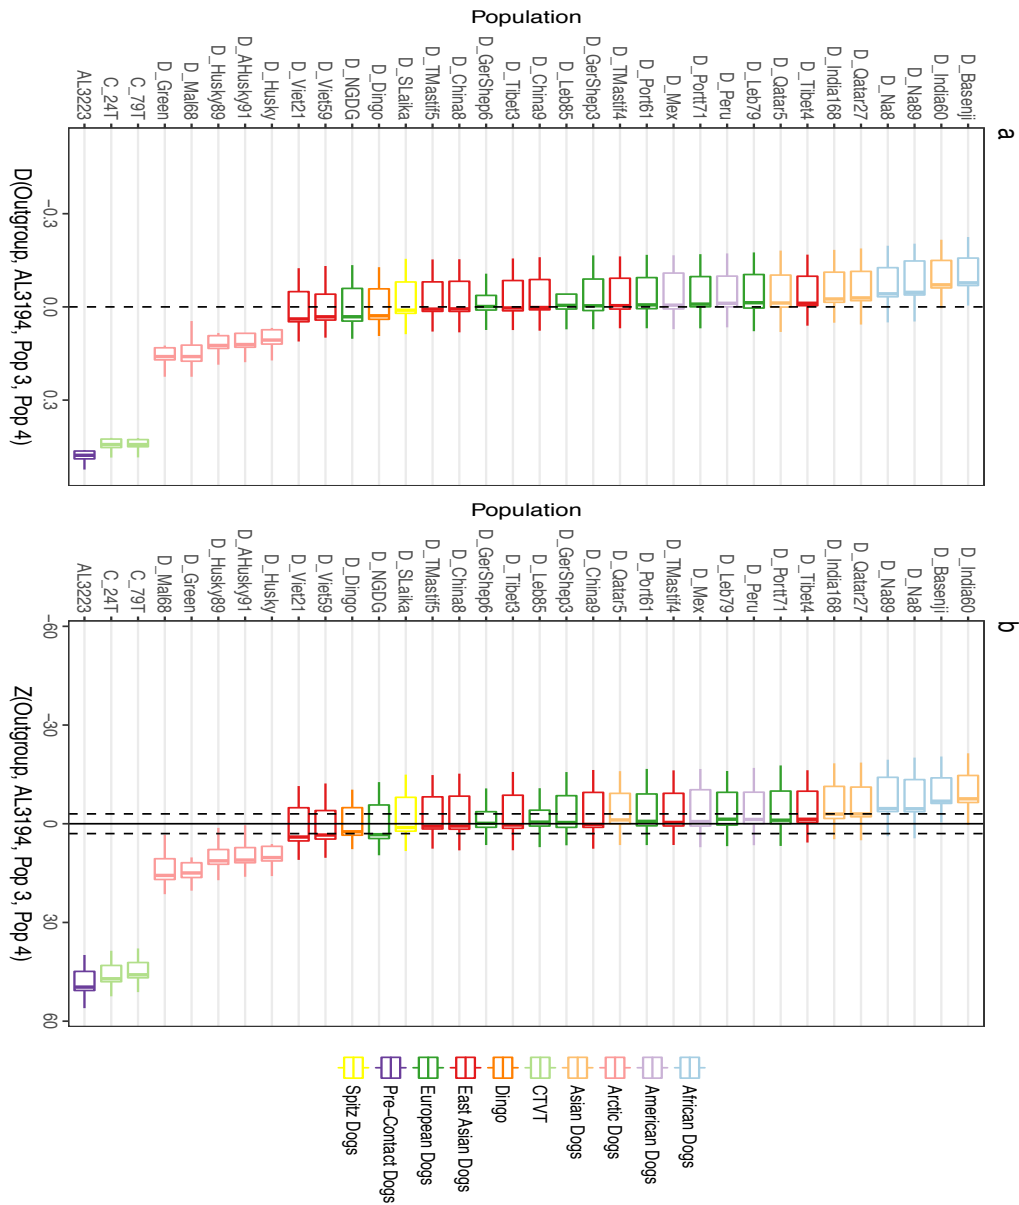 a
Population
D_Basenji
D_India60
D_Na89
D_Na8
D_Qatar27
D_India168
D_Tibet4
D_Qatar5
D_Leb79
D_Peru
D_Portt71
D_Mex
D_Port61
D_TMastif4
D_GerShep3
D_Leb85
D_China9
D_Tibet3
D_GerShep6
D_China8
D_TMastif5
D_SLaika
D_Dingo
D_NGDG
D_Viet59
D_Viet21
D_Husky
D_AHusky91
D_Husky89
D_Mal68
D_Green
C_79T
C_24T
AL3223
-0.3
0.0
0.3
D(Outgroup, AL3194, Pop 3, Pop 4)
b
Population
D_India60
D_Basenji
D_Na8
D_Na89
D_Qatar27
D_India168
D_Tibet4
D_Portt71
D_Peru
D_Leb79
D_Mex
D_TMastif4
D_Port61
D_Qatar5
D_China9
D_GerShep3
D_Leb85
D_Tibet3
D_GerShep6
D_China8
D_TMastif5
D_SLaika
D_NGDG
D_Dingo
D_Viet59
D_Viet21
D_Husky
D_AHusky91
D_Husky89
D_Green
D_Mal68
C_79T
C_24T
AL3223
-60
-30
0
30
60
Z(Outgroup, AL3194, Pop 3, Pop 4)
African Dogs
American Dogs
Arctic Dogs
Asian Dogs
CTVT
Dingo
East Asian Dogs
European Dogs
Pre−Contact Dogs
Spitz Dogs